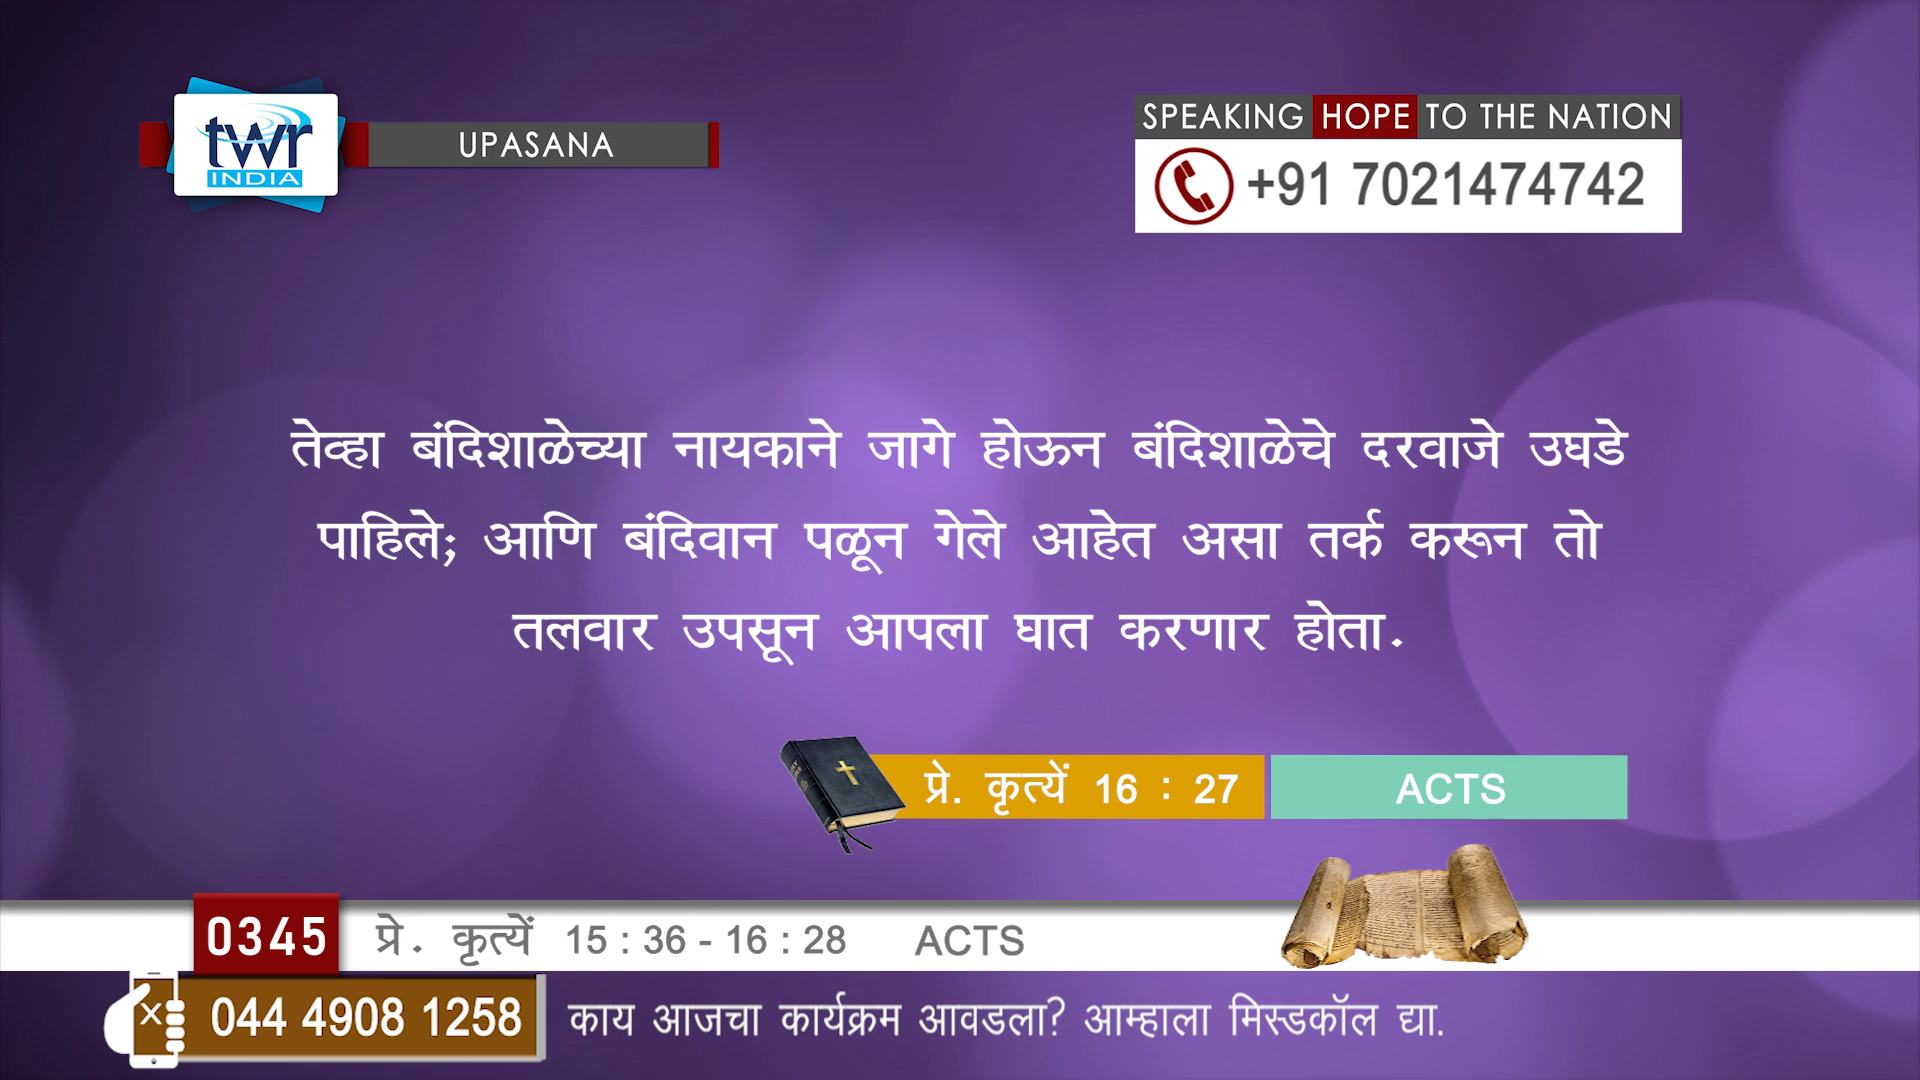 twr
INDIA
UPASANA
SPEAKING HOPE TO THE NATION
+91 7021474742
तेव्हा बंदिशाळेच्या नायकाने जागे होऊन बंदिशाळेचे दरवाजे उघडे
पाहिले; आणि बंदिवान पळून गेले आहेत असा तर्क करून तो
तलवार उपसून आपला घात करणार होता.
प्रे. कृत्यें 16 : 27
ACTS
0345
प्रे. कृत्यें 15 : 36 - 16 : 28 ACTS
044 4908 1258
काय आजचा कार्यक्रम आवडला? आम्हाला मिस्डकॉल द्या.